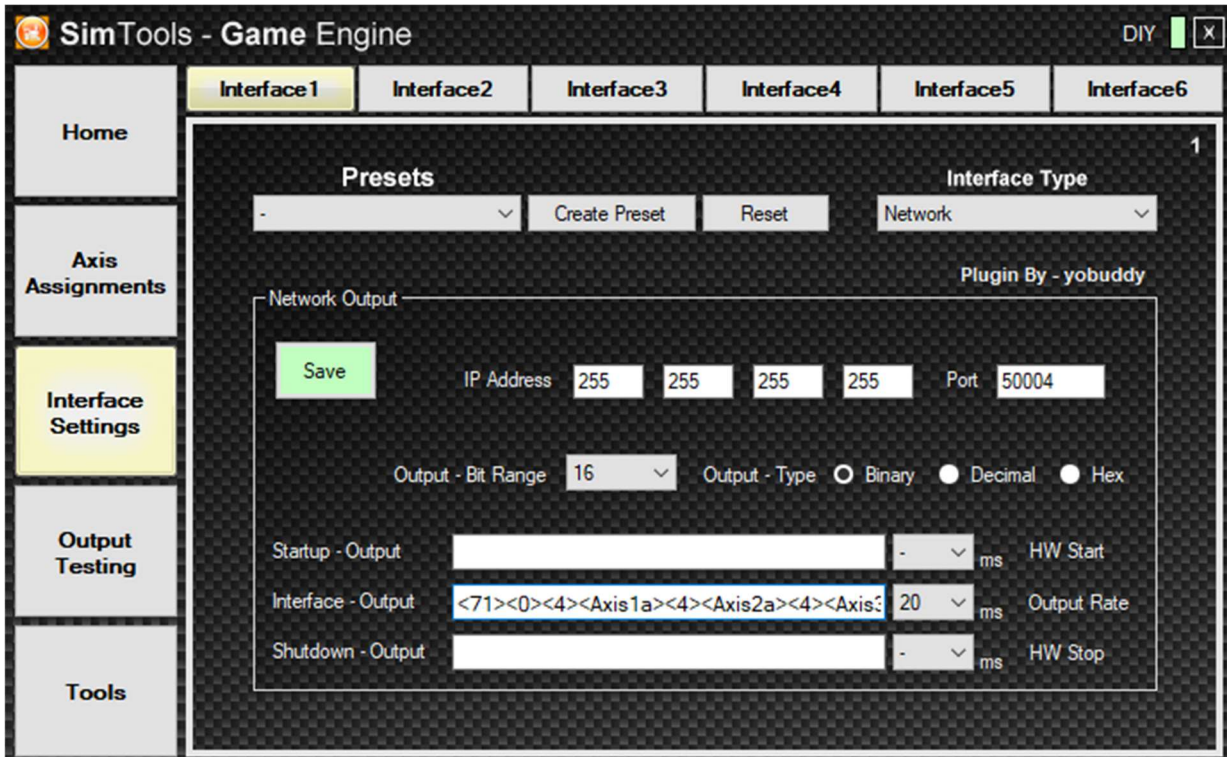 SimTools - Game Engine
DIY
X
Interface1
Interface2
Interface3
Interface4
Interface5
Interface6
Home
Axis
Assignments
Interface
Settings
Output
Testing
Tools
1
Presets
Interface Type
-
Create Preset
Reset
Network
Plugin By - yobuddy
Network Output
Save
IP Address 255 255 255 255 Port 50004
Output - Bit Range 16 Output - Type Binary Decimal Hex
Startup - Output - ms HW Start
Interface - Output <71><0><4><Axis1a><4><Axis2a><4><Axis3 20 ms Output Rate
Shutdown - Output - ms HW Stop